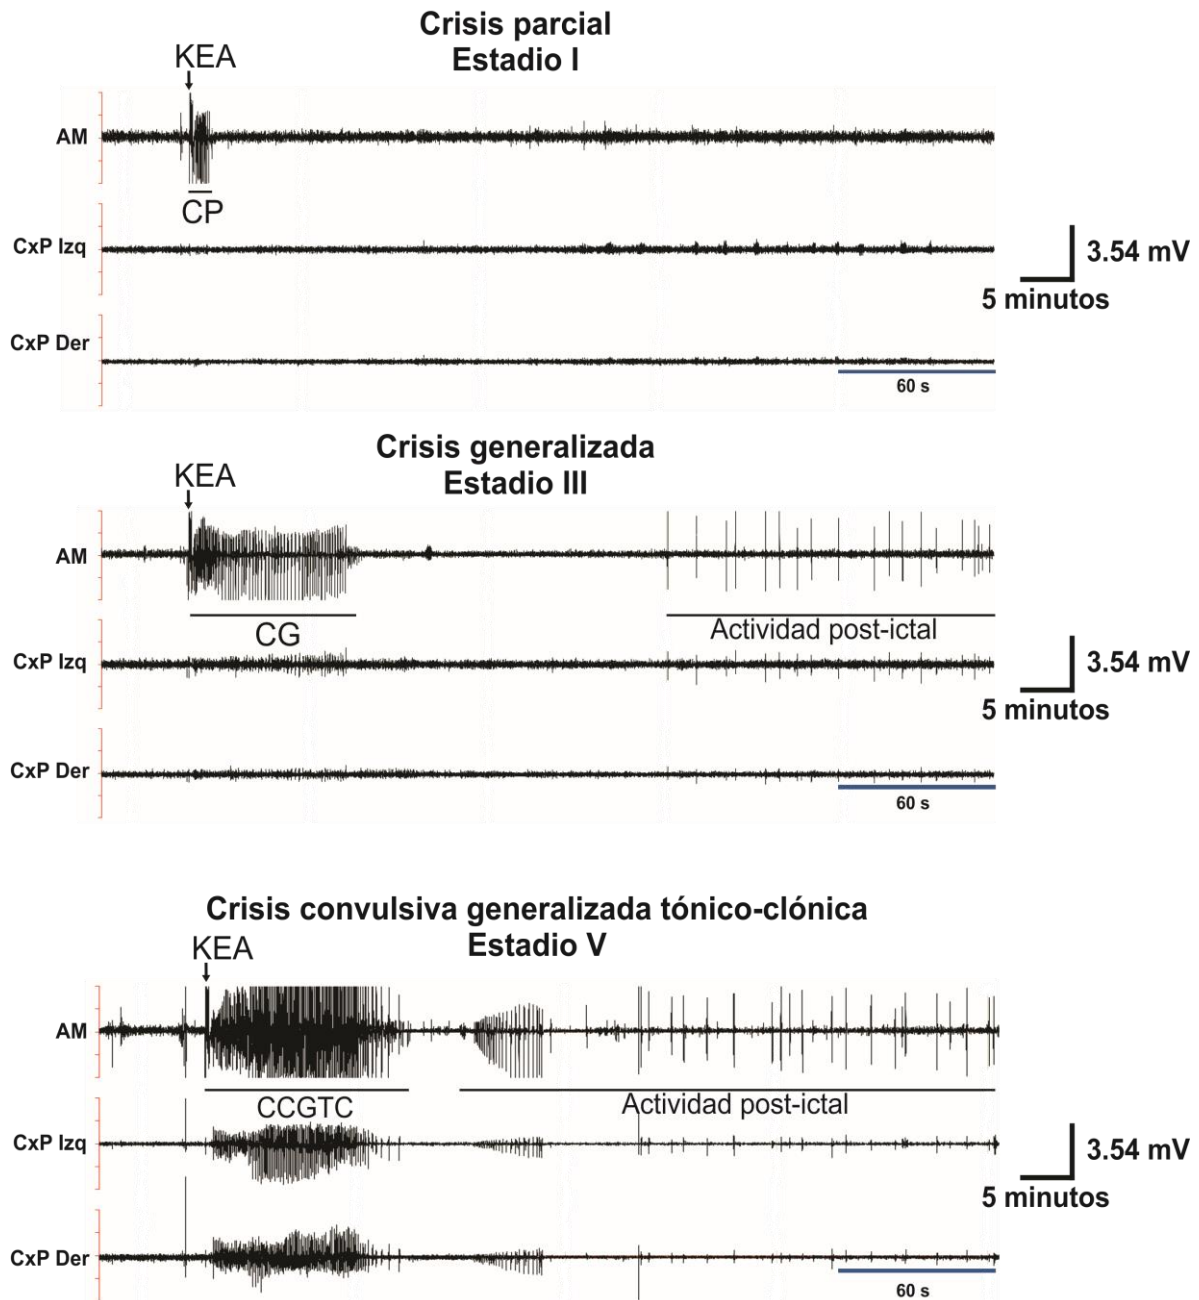 Crisis parcial
Estadio I
KEA
AM
CP
CxP Izq
3.54 mV
5 minutos
CxP Der
60 s
Crisis generalizada
Estadio III
KEA
AM
CG
Actividad post-ictal
CxP Izq
3.54 mV
5 minutos
CxP Der
60 s
Crisis convulsiva generalizada tónico-clónica
Estadio V
KEA
AM
CCGTC
Actividad post-ictal
CxP Izq
3.54 mV
5 minutos
CxP Der
60 s